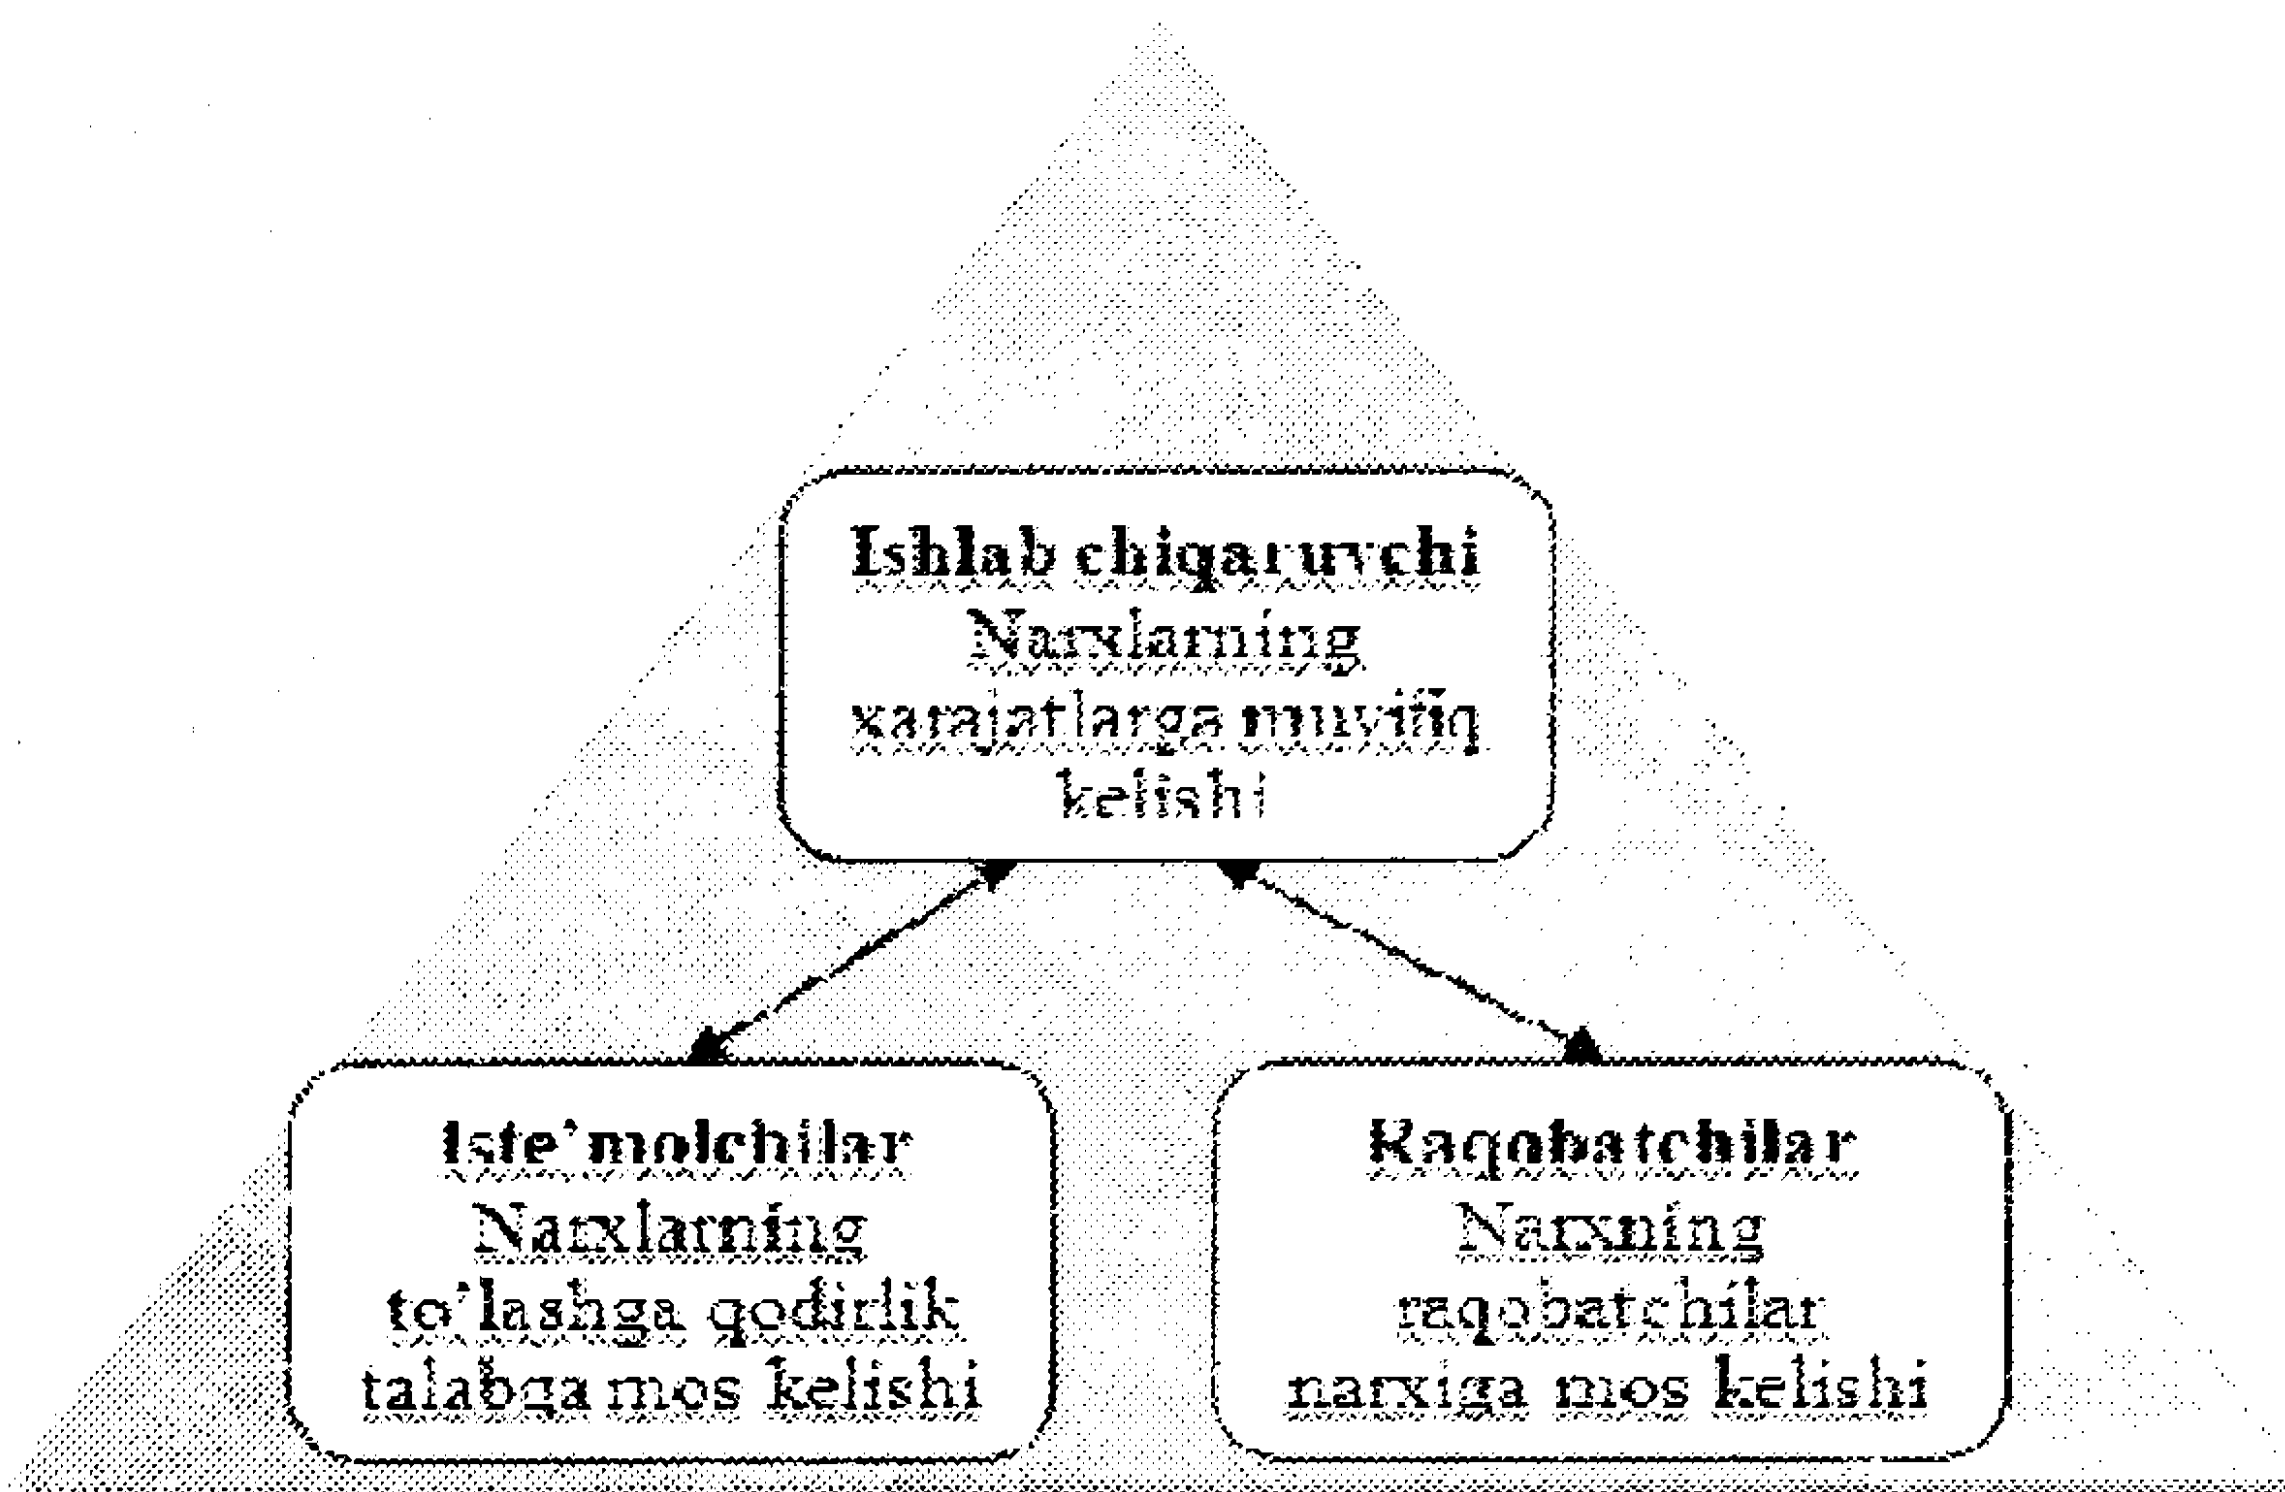 Ishlab chiqaruvchi
Narxlarning
xarajatlarga muvifiq
kelishi
Iste'molchilar
Narxlarning
to'lashga qodirlik
talabga mos kelishi
Raqobatchilar
Narxning
raqobatchilar
narxiga mos kelishi